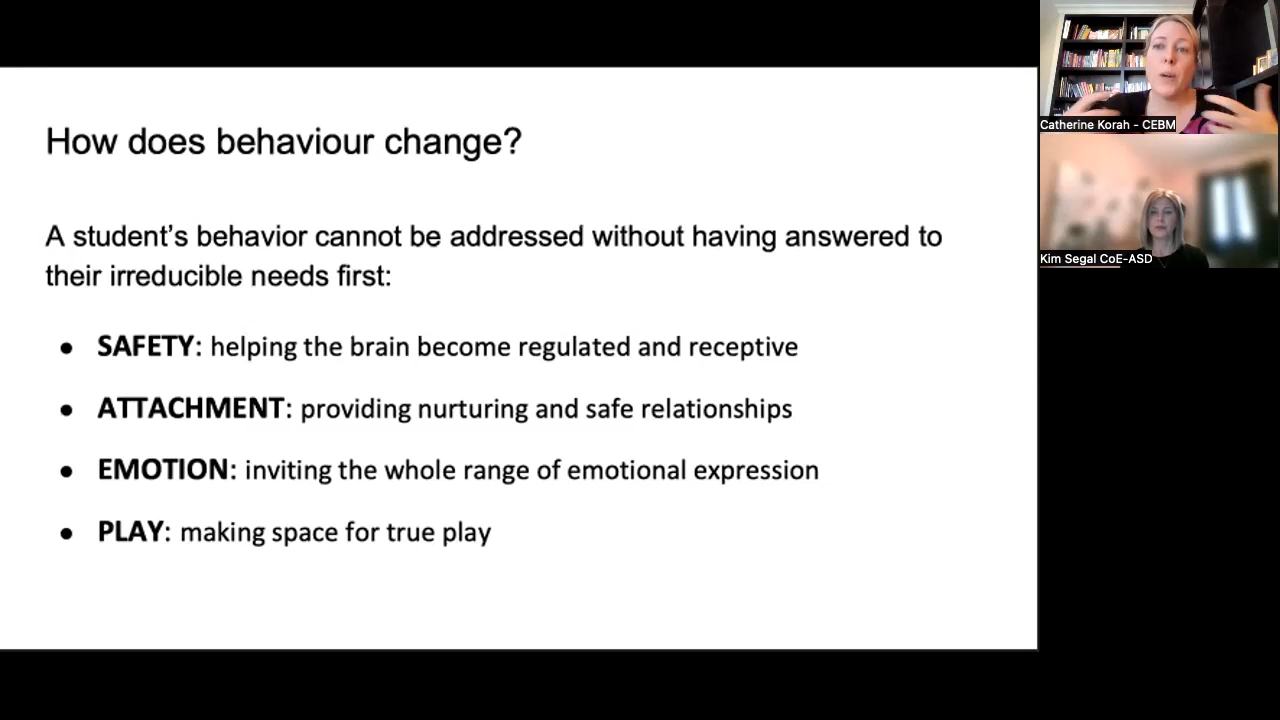 How does behaviour change?
A student’s behavior cannot be addressed without having answered to
their irreducible needs first:
● SAFETY: helping the brain become regulated and receptive
● ATTACHMENT: providing nurturing and safe relationships
● EMOTION: inviting the whole range of emotional expression
● PLAY: making space for true play
Catherine Korah - CEBM
Kim Segal CoE-ASD